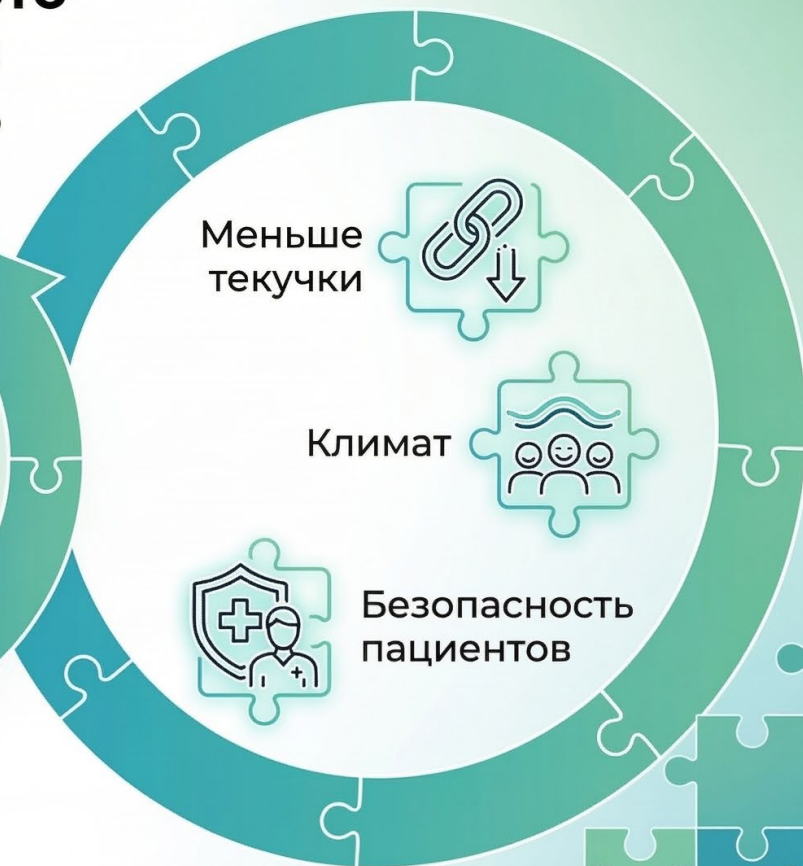 Меньше
текучки
Климат
Безопасность
пациентов